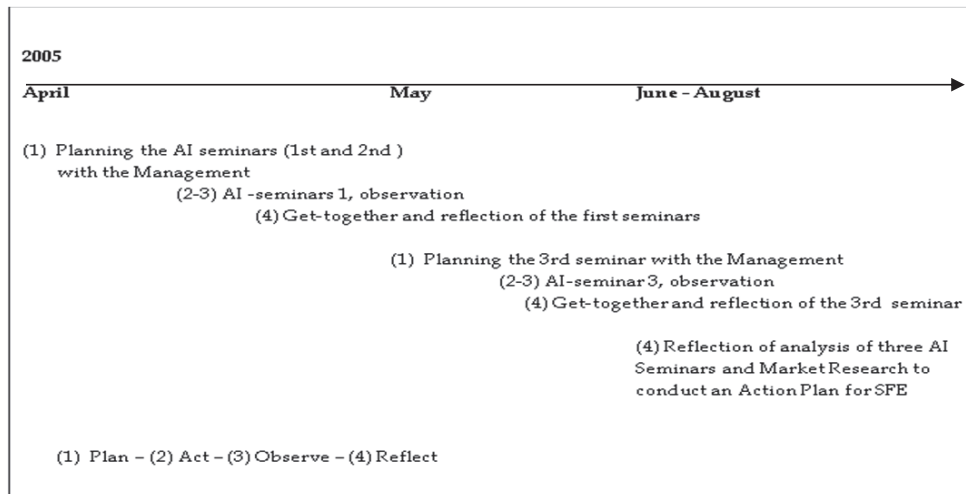 2005
April May June - August
(1) Planning the AI seminars (1st and 2nd )
with the Management
(2-3) AI -seminars 1, observation
(4) Get-together and reflection of the first seminars
(1) Planning the 3rd seminar with the Management
(2-3) AI-seminar 3, observation
(4) Get-together and reflection of the 3rd seminar
(4) Reflection of analysis of three AI
Seminars and Market Research to
conduct an Action Plan for SFE
(1) Plan – (2) Act – (3) Observe – (4) Reflect